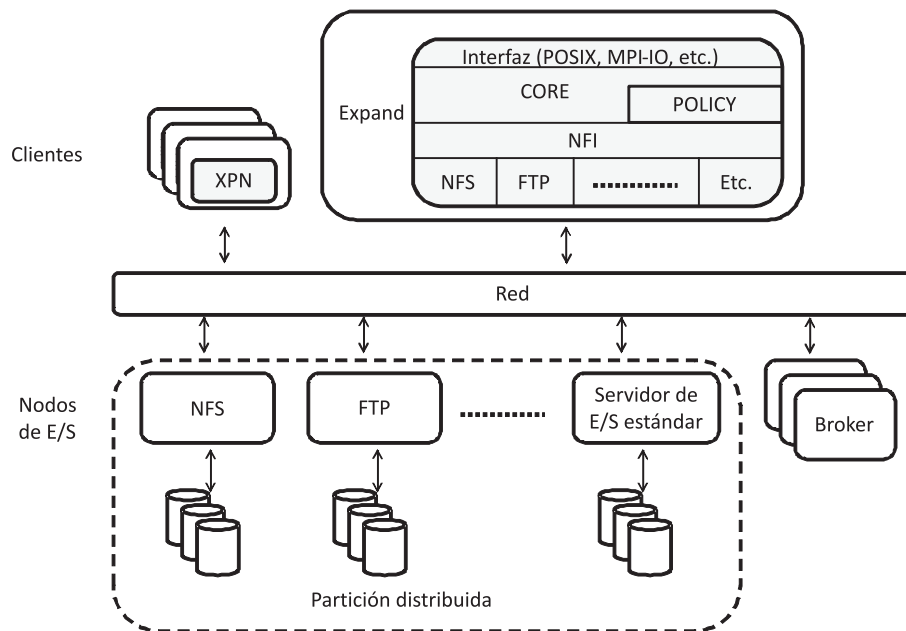 Interfaz (POSIX, MPI-IO, etc.)
CORE
POLICY
Expand
NFI
NFS FTP Etc.
Clientes
XPN
Red
Nodos
de E/S
NFS
FTP
Servidor de
E/S estándar
Broker
Partición distribuida